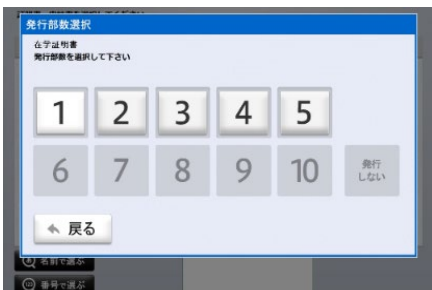 発行部数選択
在学証明書
発行部数を選択して下さい
1 2 3 4 5
6 7 8 9 10 発行しない
戻る
名前で選ぶ
番号で選ぶ